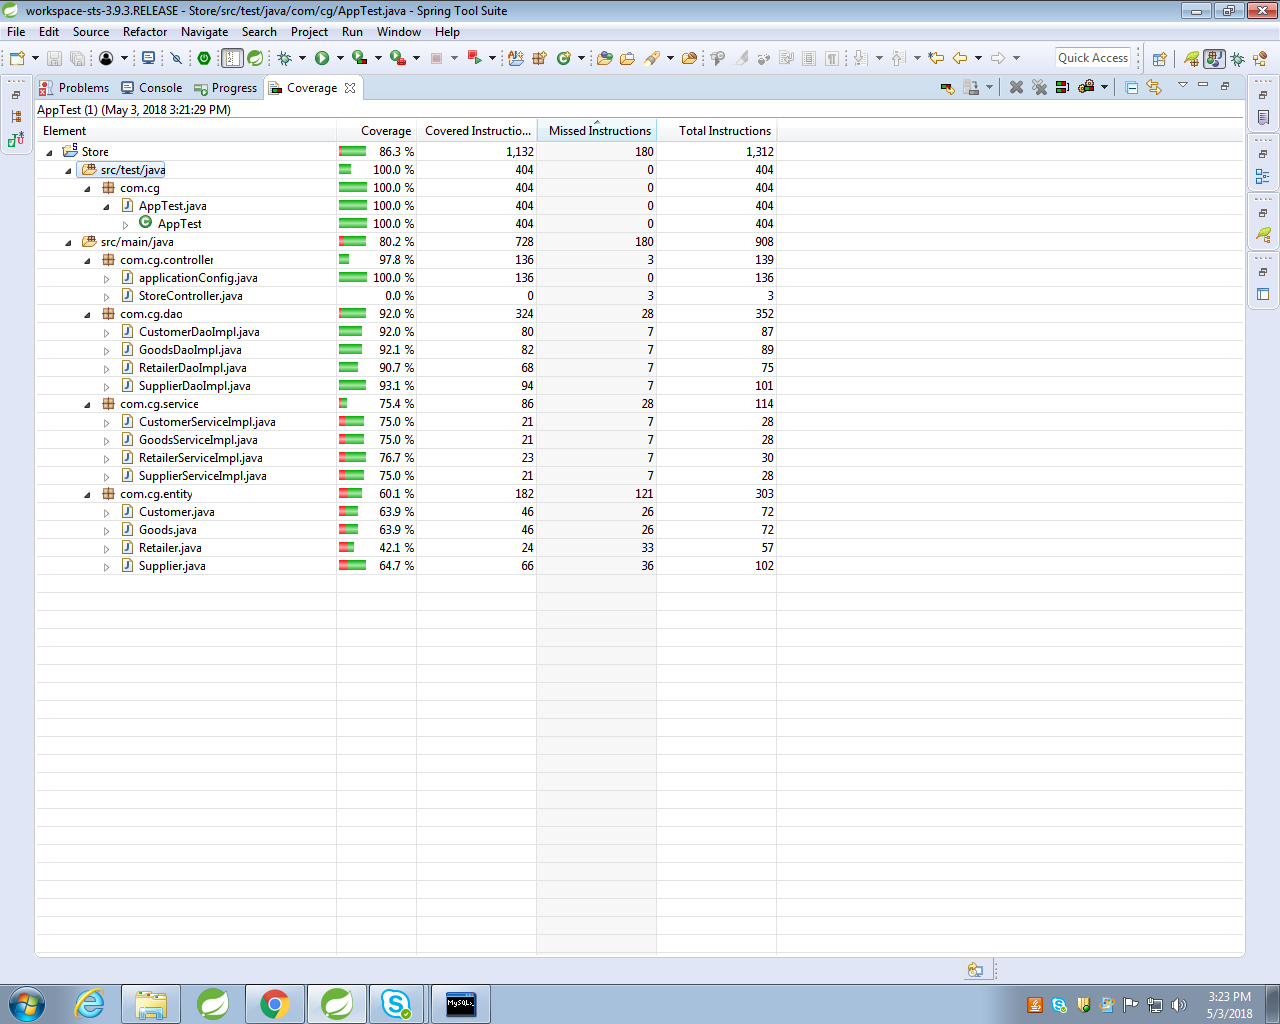 workspace-sts-3.9.3.RELEASE - Store/src/test/java/com/cg/AppTest.java - Spring Tool Suite
File Edit Source Refactor Navigate Search Project Run Window Help
Quick Access
Problems Console Progress Coverage
AppTest (1) (May 3, 2018 3:21:29 PM)
Element Coverage Covered Instructio... Missed Instructions Total Instructions
Store 86.3 % 1,132 180 1,312
src/test/java 100.0 % 404 0 404
com.cg 100.0 % 404 0 404
AppTest.java 100.0 % 404 0 404
AppTest 100.0 % 404 0 404
src/main/java 80.2 % 728 180 908
com.cg.controller 97.8 % 136 3 139
applicationConfig.java 100.0 % 136 0 136
StoreController.java 0.0 % 0 3 3
com.cg.dao 92.0 % 324 28 352
CustomerDaoImpl.java 92.0 % 80 7 87
GoodsDaoImpl.java 92.1 % 82 7 89
RetailerDaoImpl.java 90.7 % 68 7 75
SupplierDaoImpl.java 93.1 % 94 7 101
com.cg.service 75.4 % 86 28 114
CustomerServiceImpl.java 75.0 % 21 7 28
GoodsServiceImpl.java 75.0 % 21 7 28
RetailerServiceImpl.java 76.7 % 23 7 30
SupplierServiceImpl.java 75.0 % 21 7 28
com.cg.entity 60.1 % 182 121 303
Customer.java 63.9 % 46 26 72
Goods.java 63.9 % 46 26 72
Retailer.java 42.1 % 24 33 57
Supplier.java 64.7 % 66 36 102
3:23 PM
5/3/2018